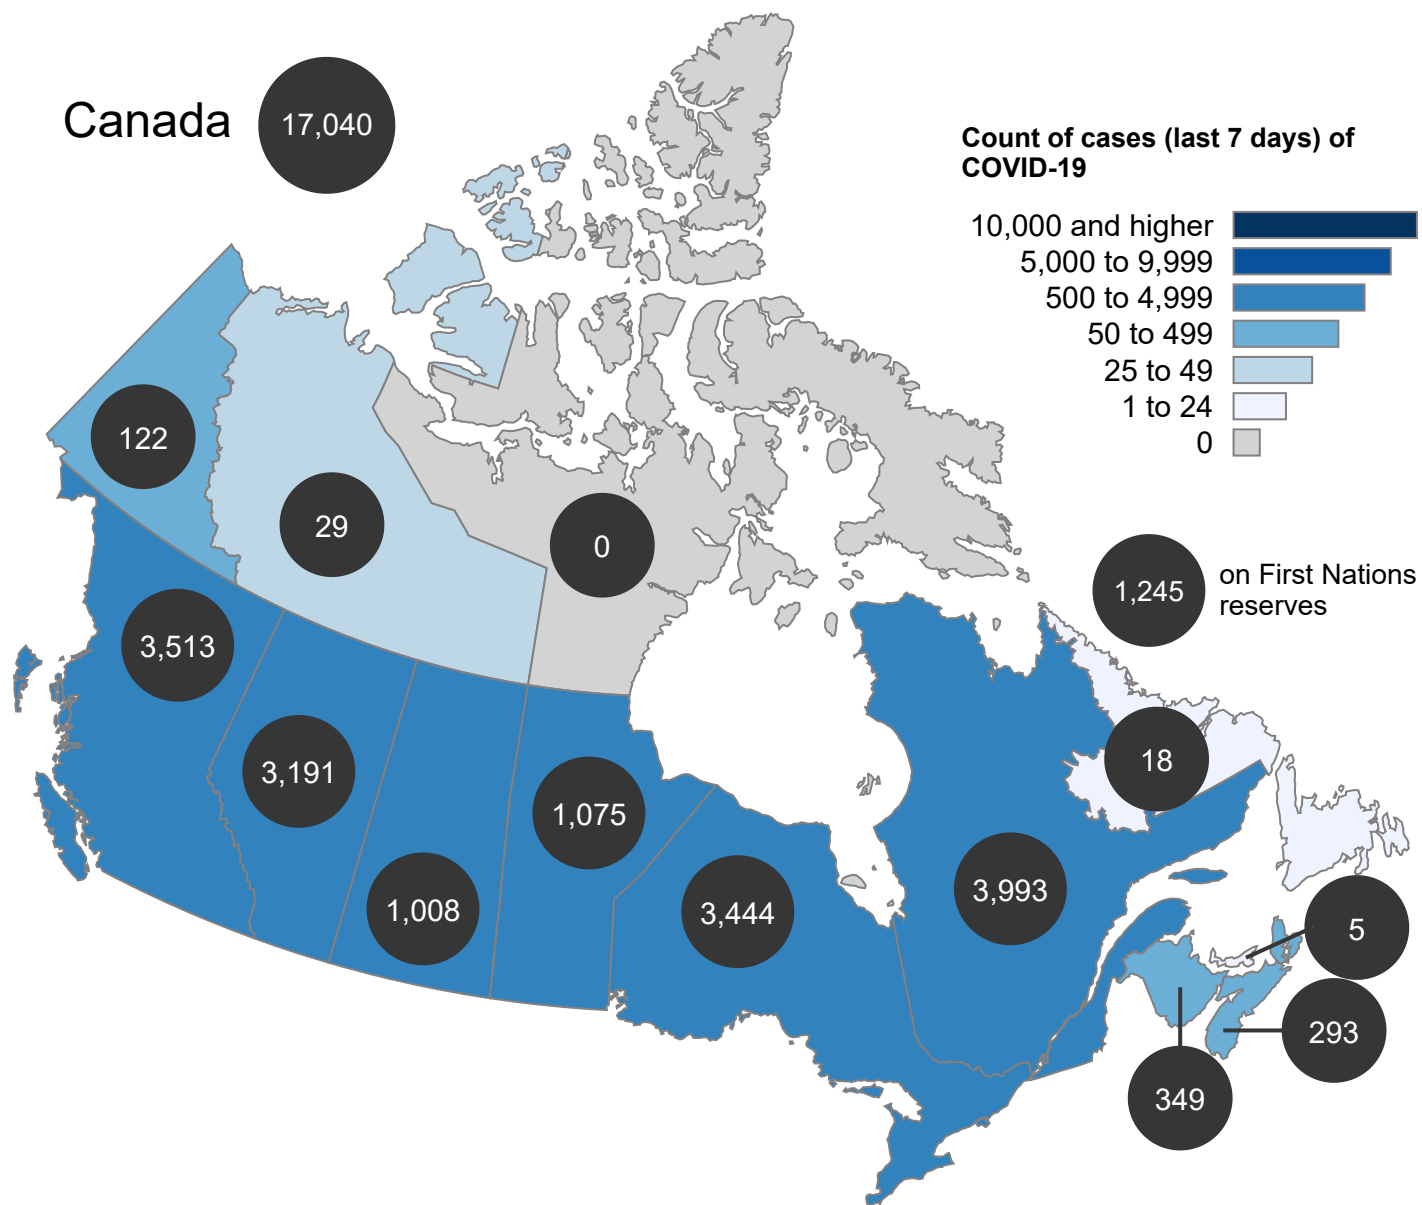 Canada
17,040
Count of cases (last 7 days) of
COVID-19
10,000 and higher
5,000 to 9,999
500 to 4,999
50 to 499
25 to 49
1 to 24
0
122
29
0
1,245
on First Nations
reserves
3,513
3,191
1,075
18
1,008
3,444
3,993
5
293
349